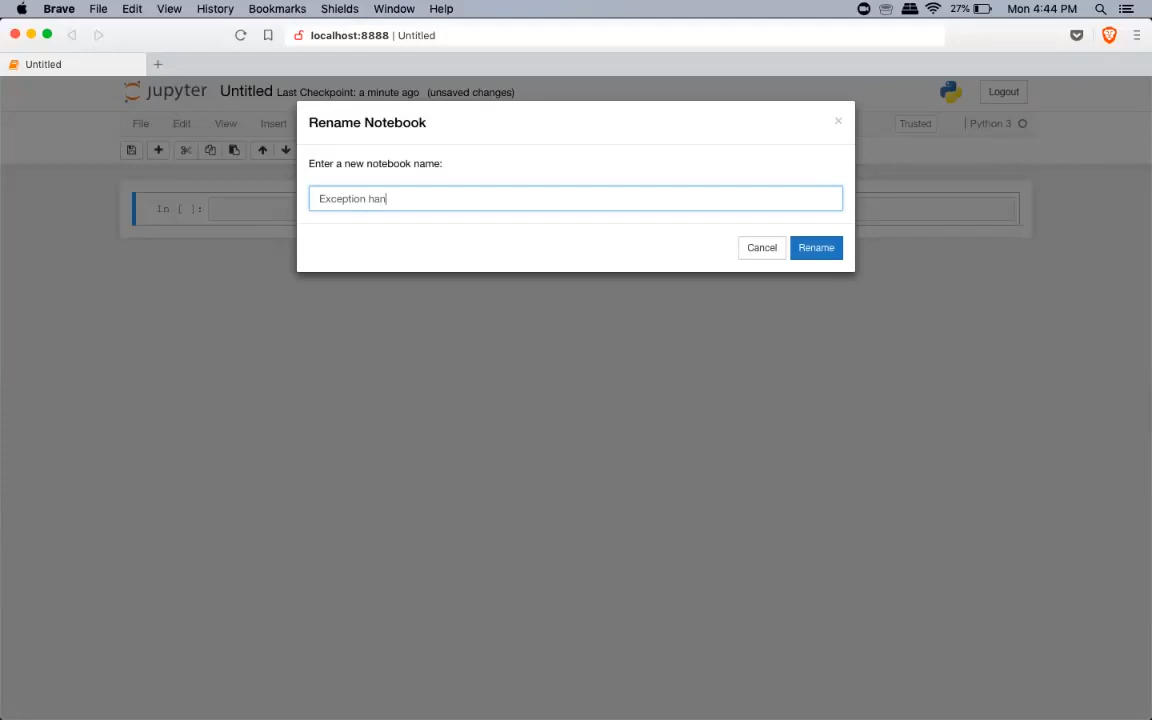 Brave File Edit View History Bookmarks Shields Window Help 27% Mon 4:44 PM
localhost:8888 | Untitled
Untitled
jupyter Untitled Last Checkpoint: a minute ago (unsaved changes) Logout
Rename Notebook
File Edit View Insert Trusted Python 3
Enter a new notebook name:
Exception han
In [ ]:
Cancel Rename